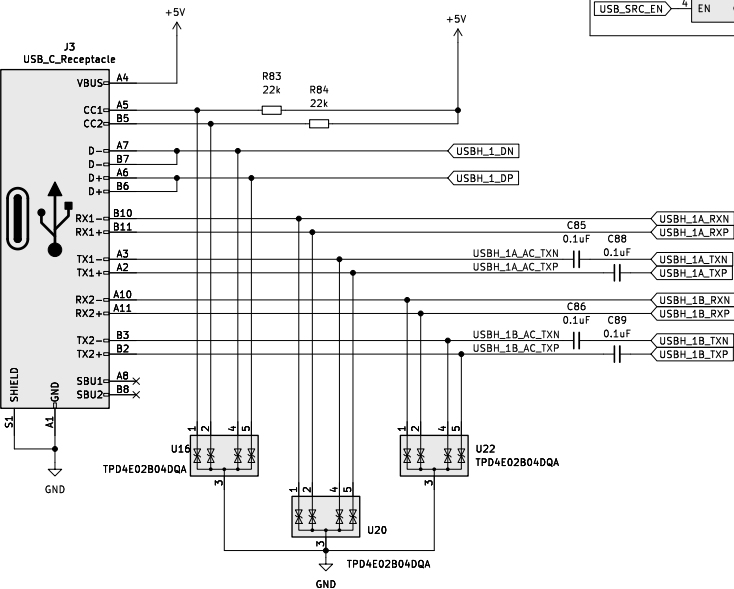 USB_SRC_EN
4
EN
+5V
+5V
J3
USB_C_Receptacle
VBUS
A4
R83
22k
R84
22k
CC1
A5
CC2
B5
D-
A7
USBH_1_DN
D-
B7
D+
A6
USBH_1_DP
D+
B6
RX1-
B10
USBH_1A_RXN
RX1+
B11
USBH_1A_RXP
C85
0.1uF
C88
0.1uF
TX1-
A3
USBH_1A_AC_TXN
USBH_1A_TXN
TX1+
A2
USBH_1A_AC_TXP
USBH_1A_TXP
RX2-
A10
USBH_1B_RXN
RX2+
A11
USBH_1B_RXP
C86
0.1uF
C89
0.1uF
TX2-
B3
USBH_1B_AC_TXN
USBH_1B_TXN
TX2+
B2
USBH_1B_AC_TXP
USBH_1B_TXP
SBU1
A8
SBU2
B8
SHIELD
GND
S1
A1
GND
1
2
4
5
U16
TPD4E02B04DQA
3
1
2
4
5
U22
TPD4E02B04DQA
3
1
2
4
5
U20
3
TPD4E02B04DQA
GND